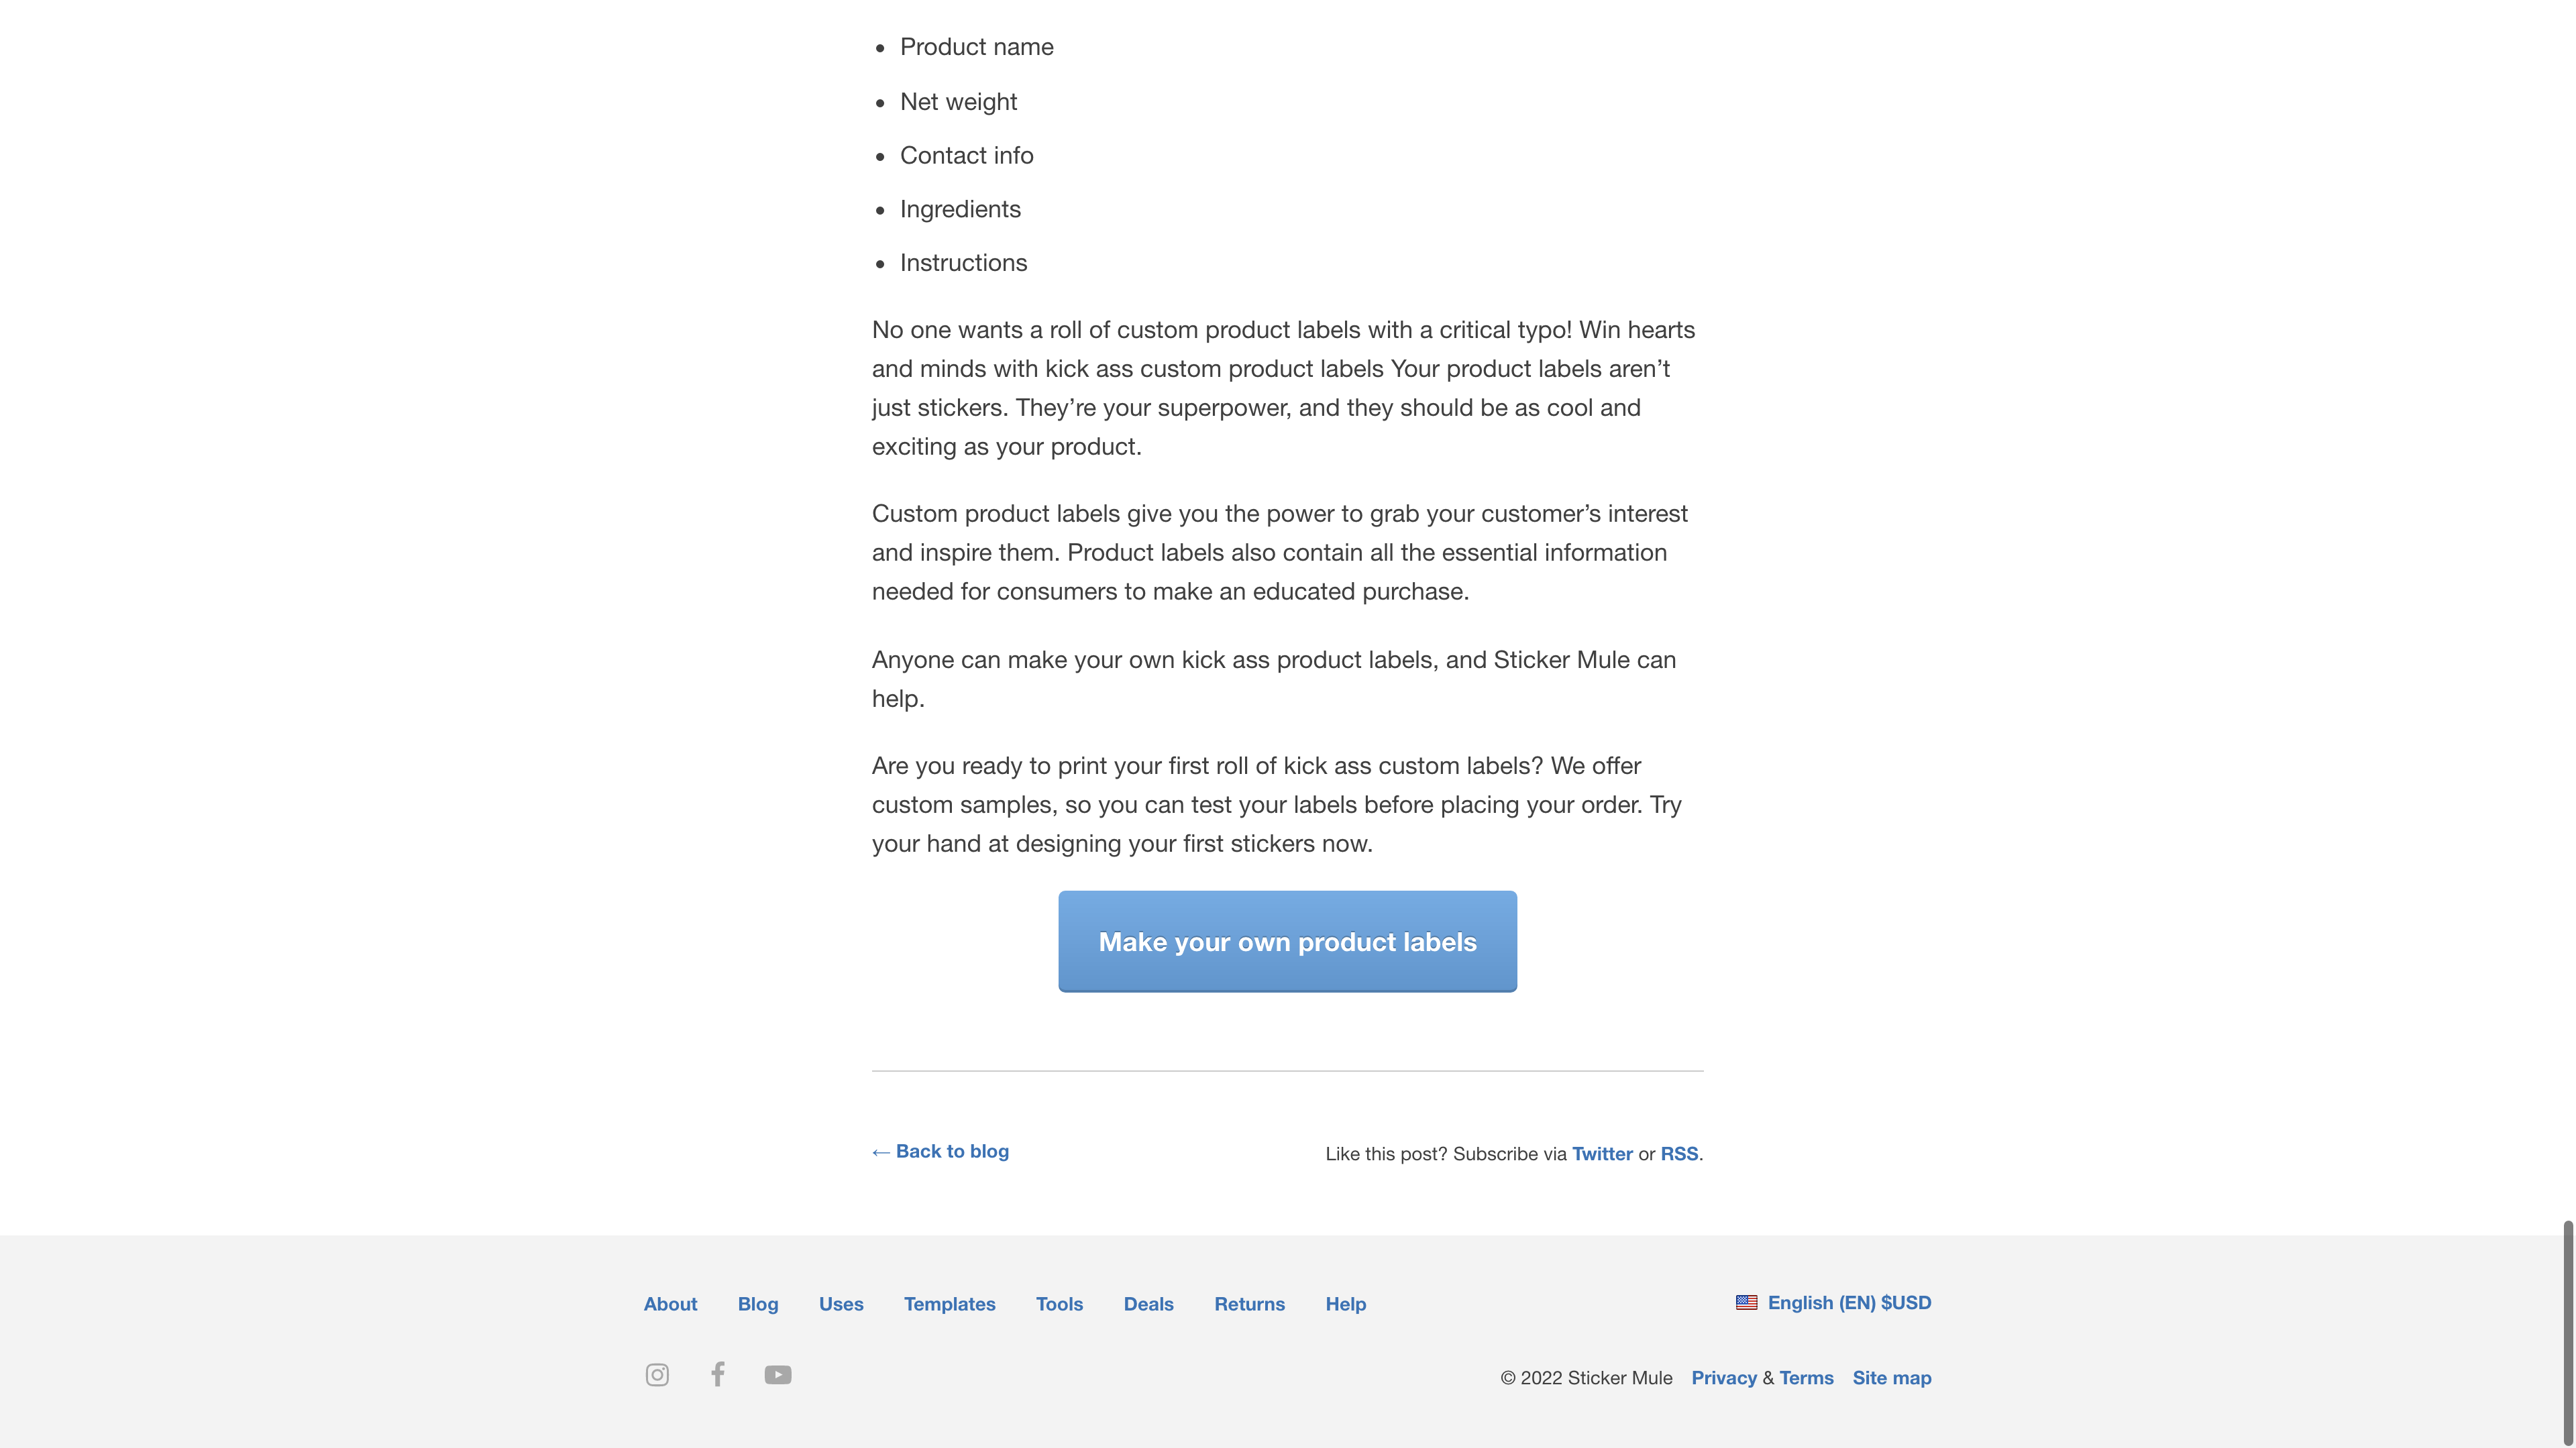 Product name
Net weight
Contact info
Ingredients
Instructions
No one wants a roll of custom product labels with a critical typo! Win hearts
and minds with kick ass custom product labels Your product labels aren’t
just stickers. They’re your superpower, and they should be as cool and
exciting as your product.
Custom product labels give you the power to grab your customer’s interest
and inspire them. Product labels also contain all the essential information
needed for consumers to make an educated purchase.
Anyone can make your own kick ass product labels, and Sticker Mule can
help.
Are you ready to print your first roll of kick ass custom labels? We offer
custom samples, so you can test your labels before placing your order. Try
your hand at designing your first stickers now.
Make your own product labels
← Back to blog
Like this post? Subscribe via Twitter or RSS.
About Blog Uses Templates Tools Deals Returns Help
English (EN) $USD
© 2022 Sticker Mule Privacy & Terms Site map